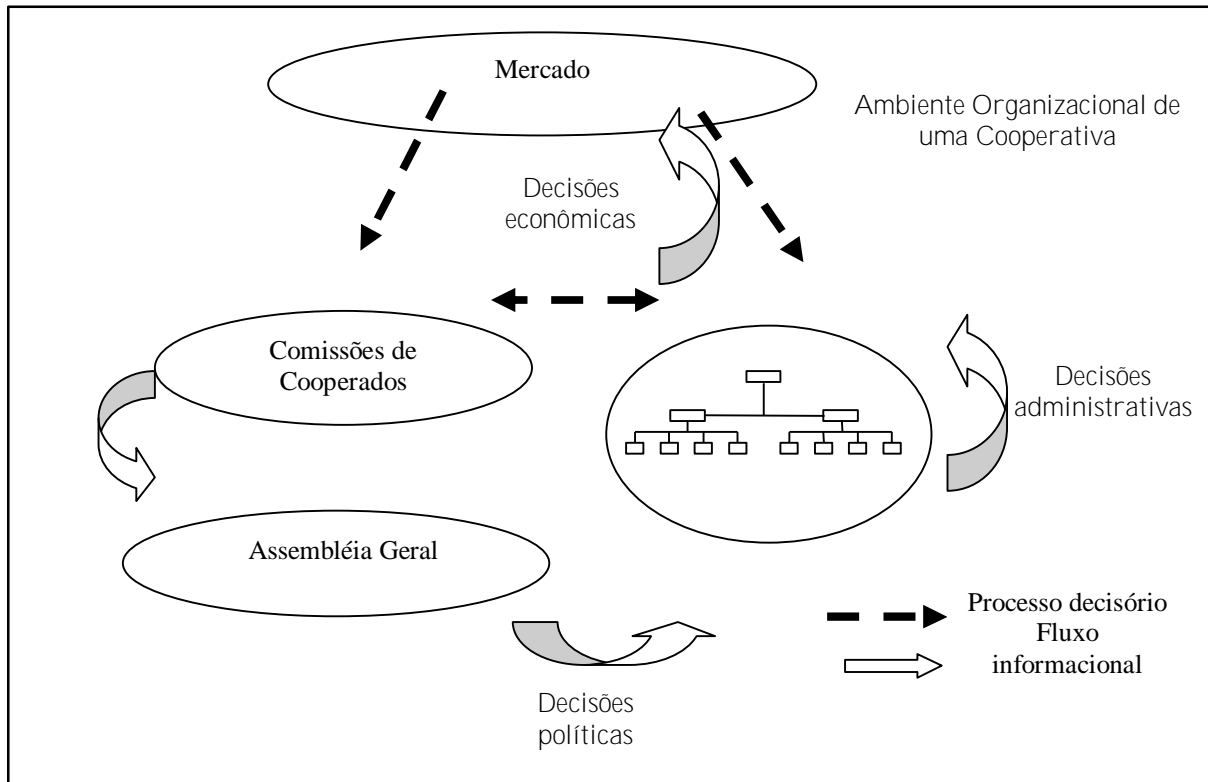 Mercado
Ambiente Organizacional de
uma Cooperativa
Decisões
econômicas
Comissões de
Cooperados
Decisões
administrativas
Assembléia Geral
Processo decisório
Fluxo
informacional
Decisões
políticas